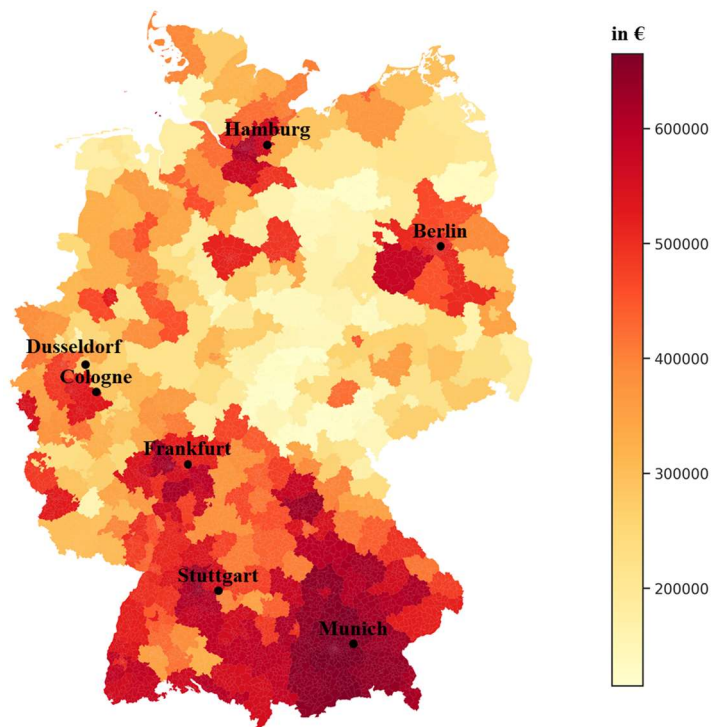 in €
600000
Hamburg
500000
Berlin
400000
Dusseldorf
Cologne
Frankfurt
300000
Stuttgart
200000
Munich